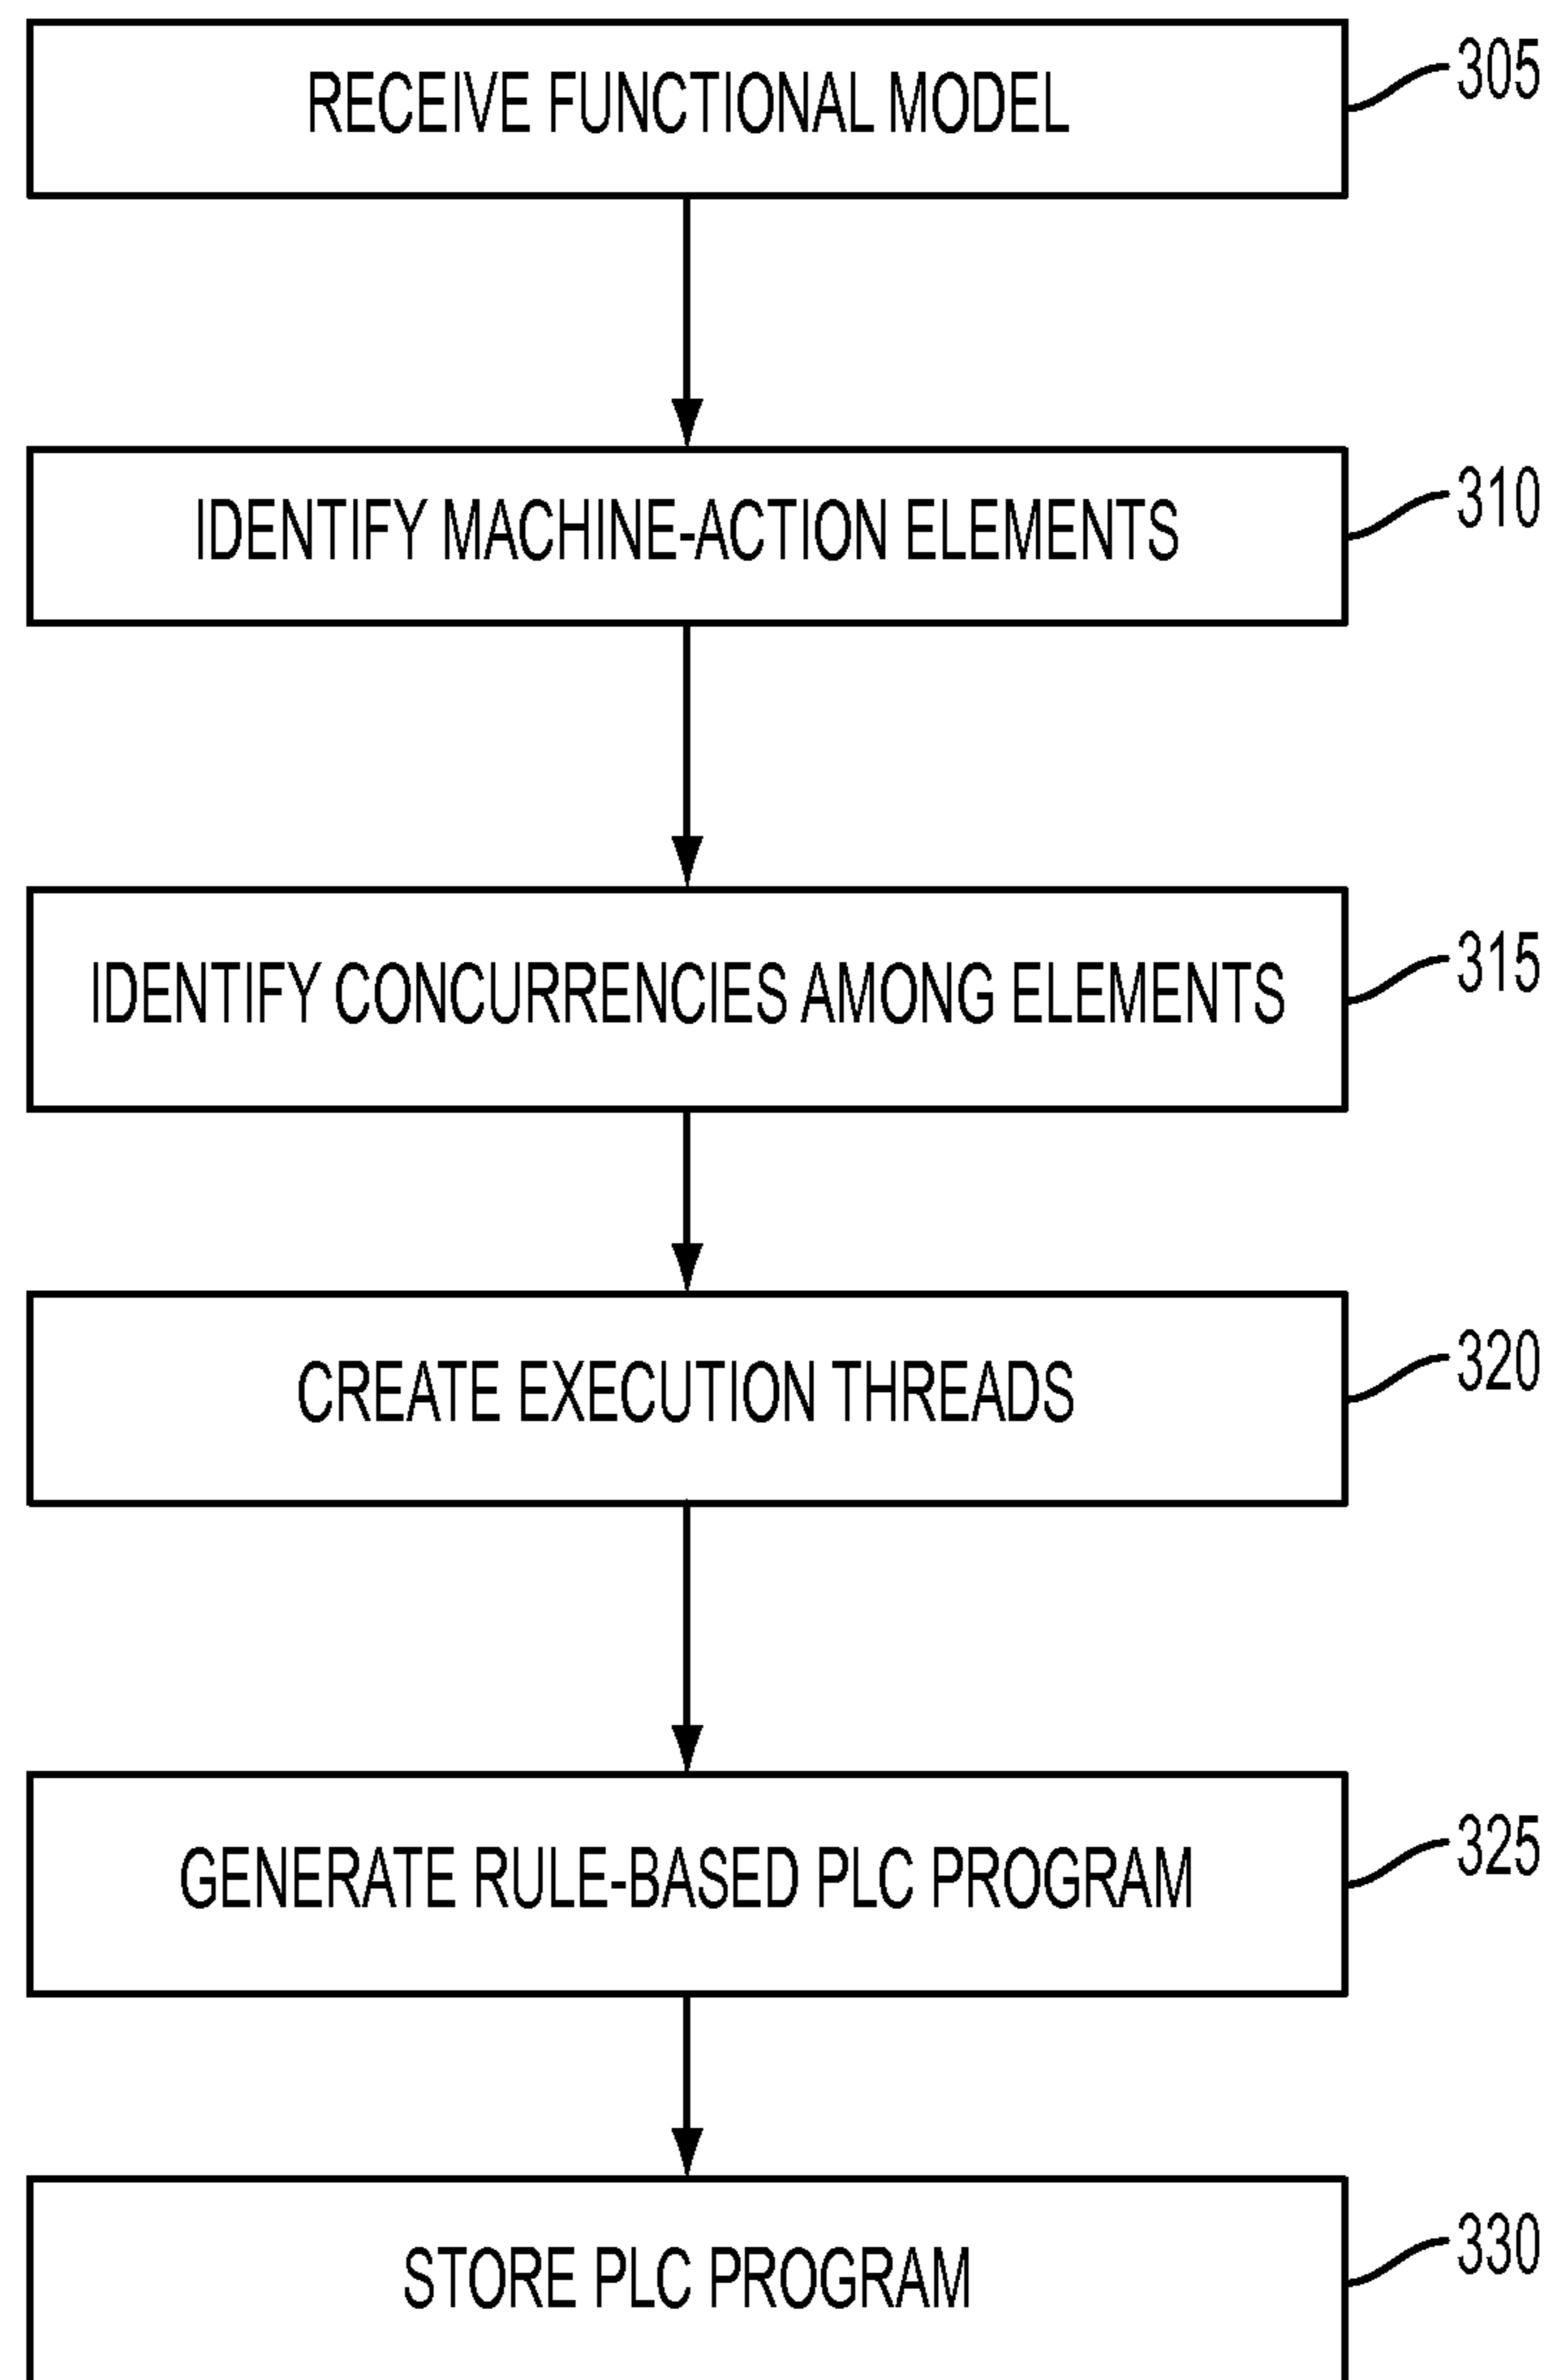 RECEIVE FUNCTIONAL MODEL
305
IDENTIFY MACHINE-ACTION ELEMENTS
310
IDENTIFY CONCURRENCIES AMONG ELEMENTS
315
CREATE EXECUTION THREADS
320
GENERATE RULE-BASED PLC PROGRAM
325
STORE PLC PROGRAM
330